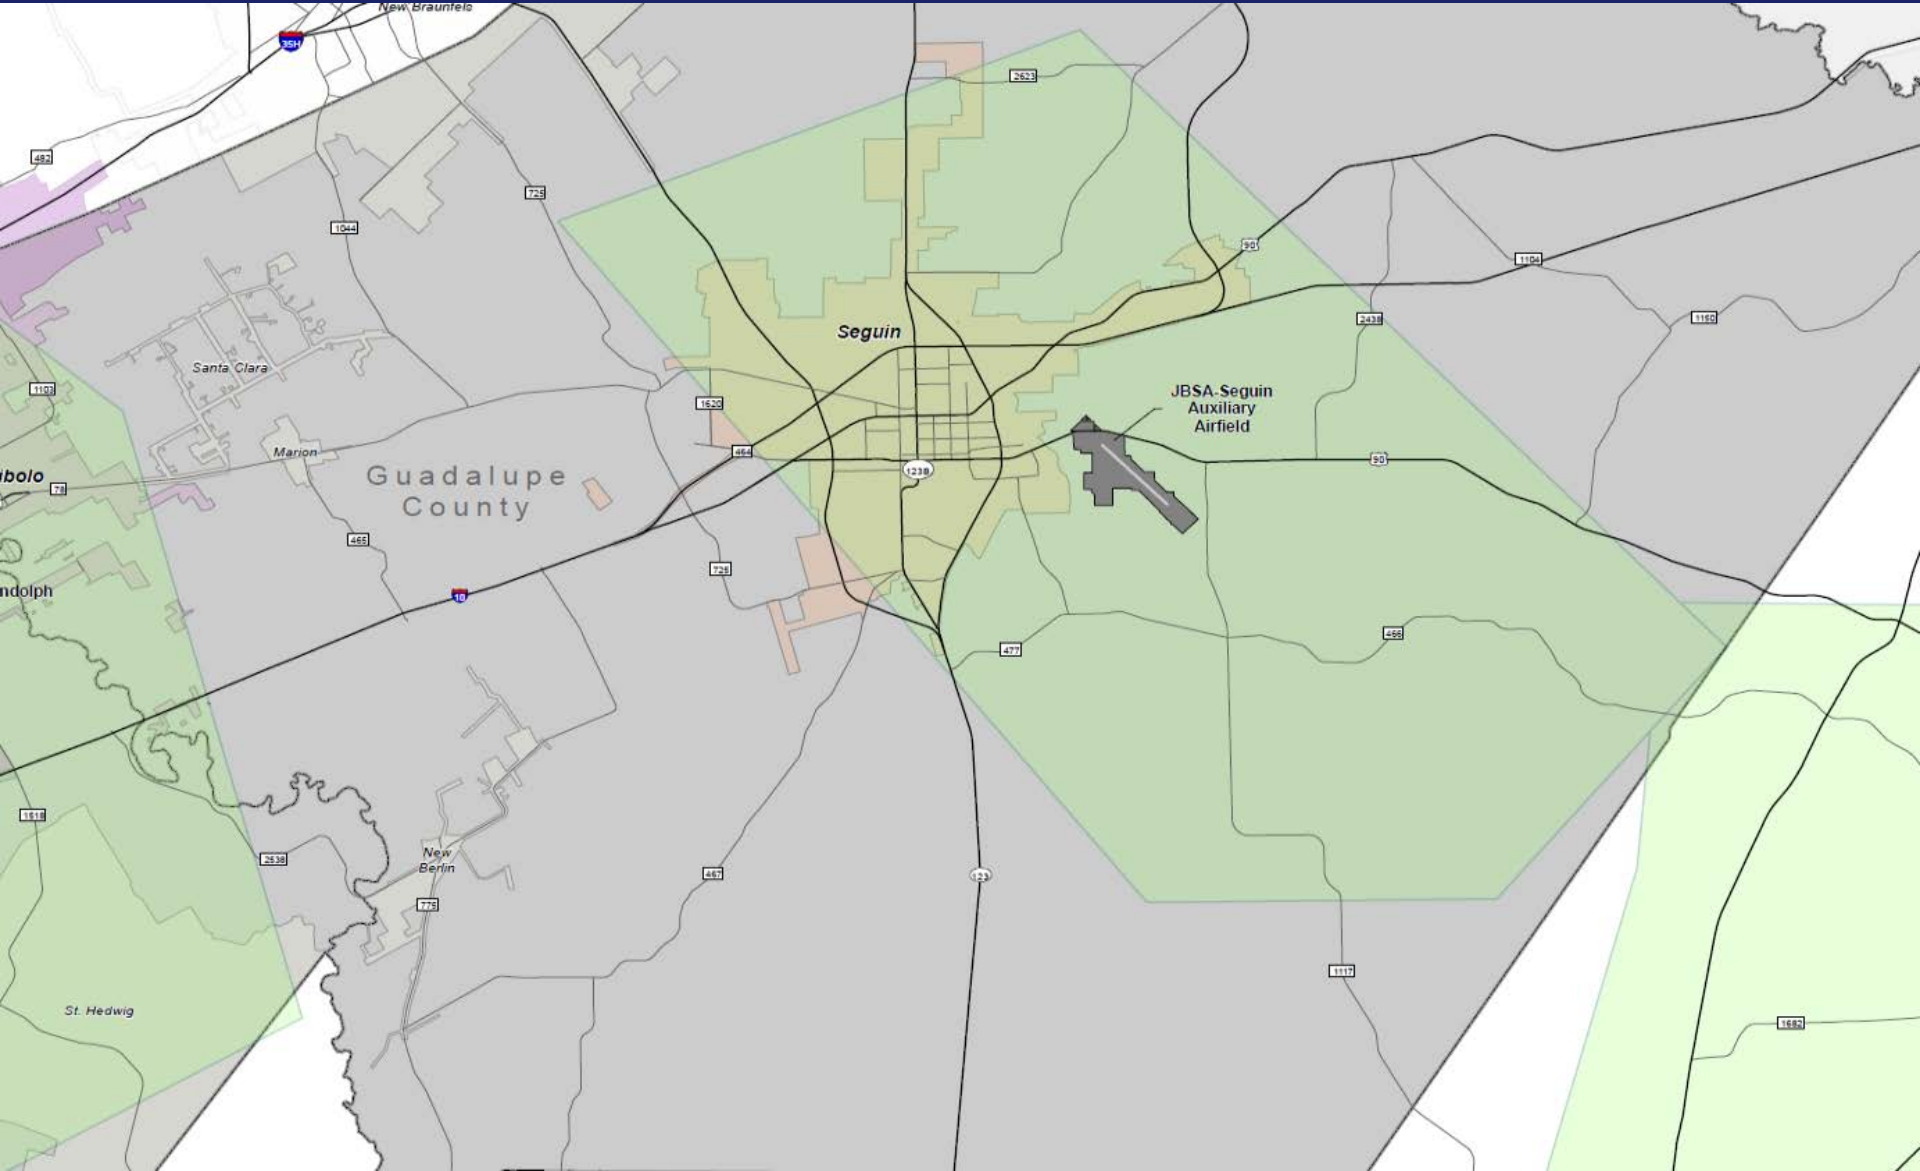 New Braunfels
35H
2623
482
725
1044
90
1104
2438
1150
Seguin
Santa Clara
1103
JBSA-Seguin
Auxiliary
Airfield
1620
464
Marion
90
123B
ibolo
78
Guadalupe
County
465
725
ndolph
10
466
477
1518
2538
New
Berlin
467
123
775
1117
St. Hedwig
1682